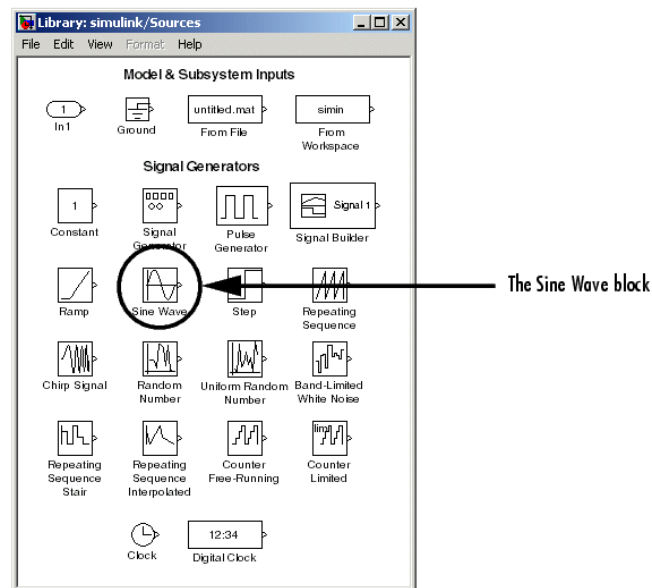 Library: simulink/Sources
File Edit View Format Help
Model & Subsystem Inputs
1 untitled.mat simin
In1 Ground From File From
Workspace
Signal Generators
1 Signal 1
Constant Signal
Generator Pulse
Generator Signal Builder
Ramp Sine Wave Step Repeating
Sequence
The Sine Wave block
Chirp Signal Random
Number Uniform Random
Number Band-Limited
White Noise
Repeating
Sequence
Stair Repeating
Sequence
Interpolated Counter
Free-Running lim Counter
Limited
12:34
Clock Digital Clock